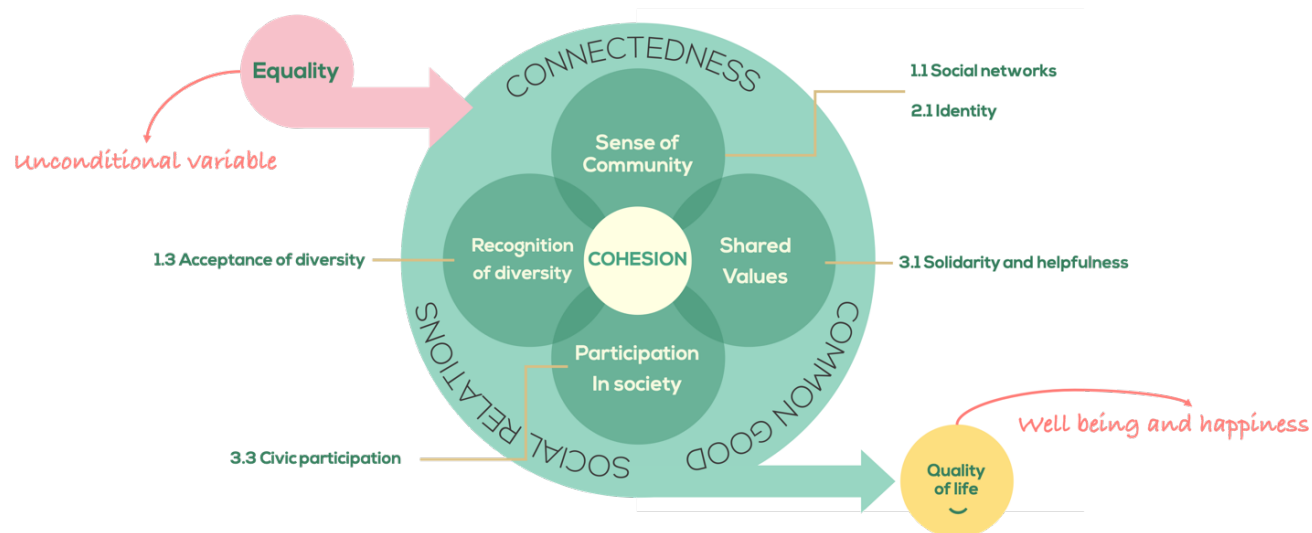 CONNECTEDNESS
Equality
1.1 Social networks
2.1 Identity
Unconditional variable
Sense of
Community
1.3 Acceptance of diversity
Recognition
of diversity
COHESION
Shared
Values
3.1 Solidarity and helpfulness
Participation
In society
SOCIAL RELATIONS
COMMON GOOD
3.3 Civic participation
Well being and happiness
Quality
of life